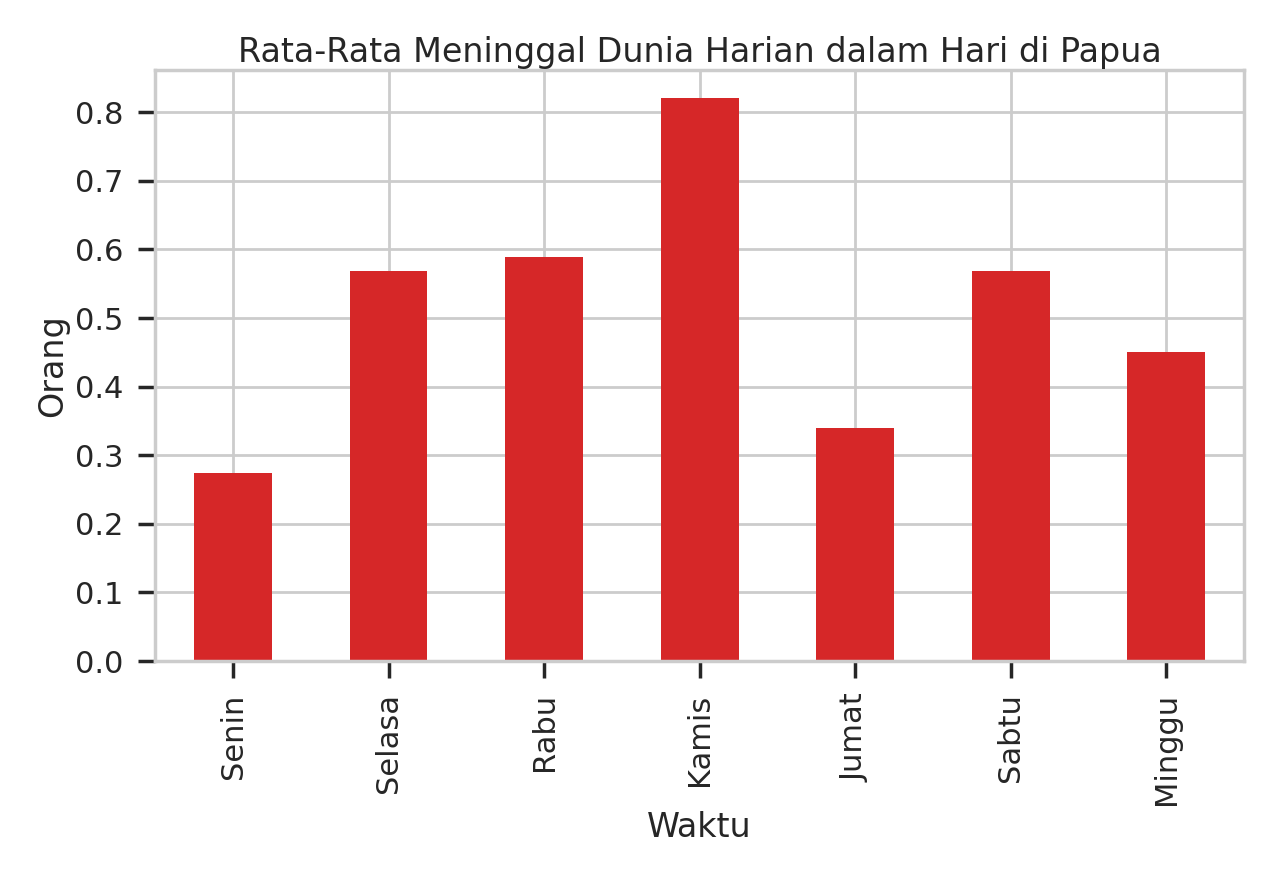 Rata-Rata Meninggal Dunia Harian dalam Hari di Papua
0.8
0.7
0.6
0.5
0.4
0.3
0.2
0.1
0.0
Orang
Senin
Selasa
Rabu
Kamis
Jumat
Sabtu
Minggu
Waktu